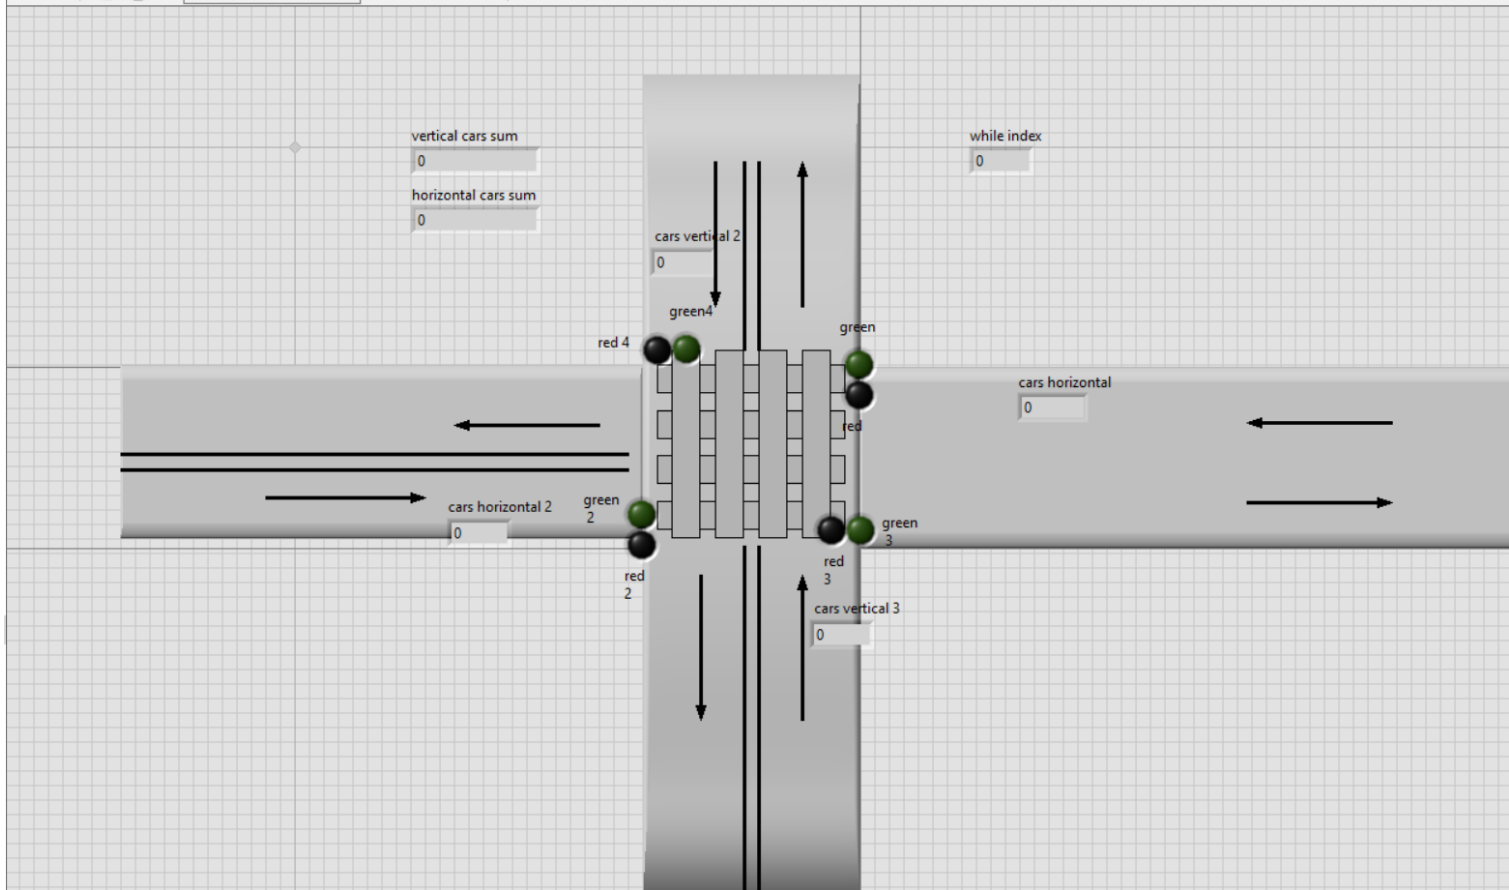 vertical cars sum
0
while index
0
horizontal cars sum
0
cars vertical 2
0
green4
red 4
green
cars horizontal
0
red
green
2
cars horizontal 2
0
green
3
red
3
red
2
cars vertical 3
0